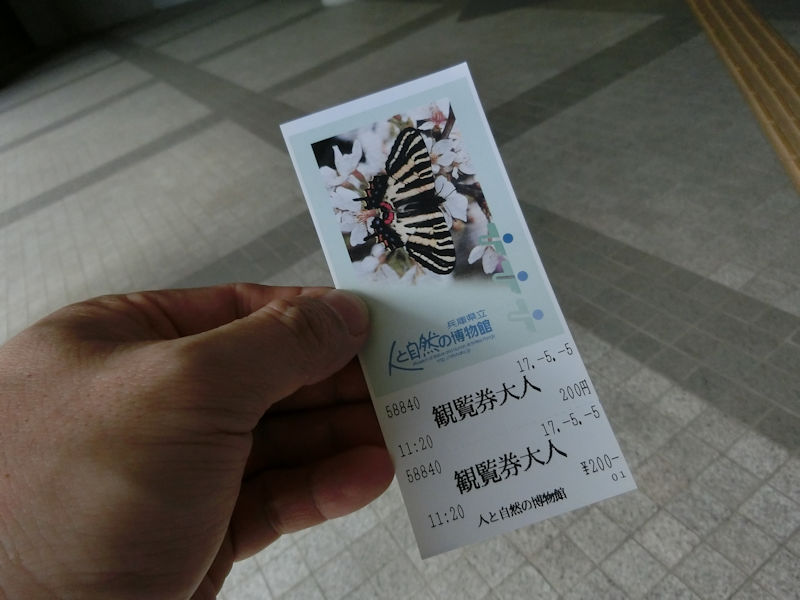 兵庫県立
人と自然の博物館
17.-5.-5
58840 観覧券大人 200円
11:20
17.-5.-5
58840 観覧券大人 ¥200-
01
11:20 人と自然の博物館